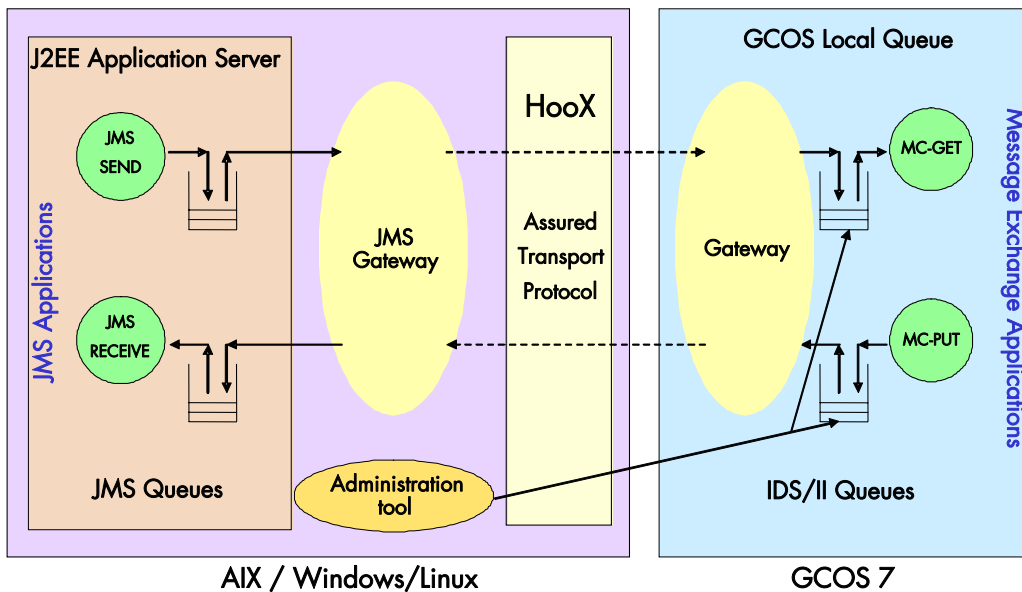 J2EE Application Server
JMS
SEND
JMS Applications
JMS
RECEIVE
JMS Queues
JMS
Gateway
Administration
tool
HooX
Assured
Transport
Protocol
AIX / Windows/Linux
GCOS Local Queue
Gateway
MC-GET
MC-PUT
Message Exchange Applications
IDS/II Queues
GCOS 7